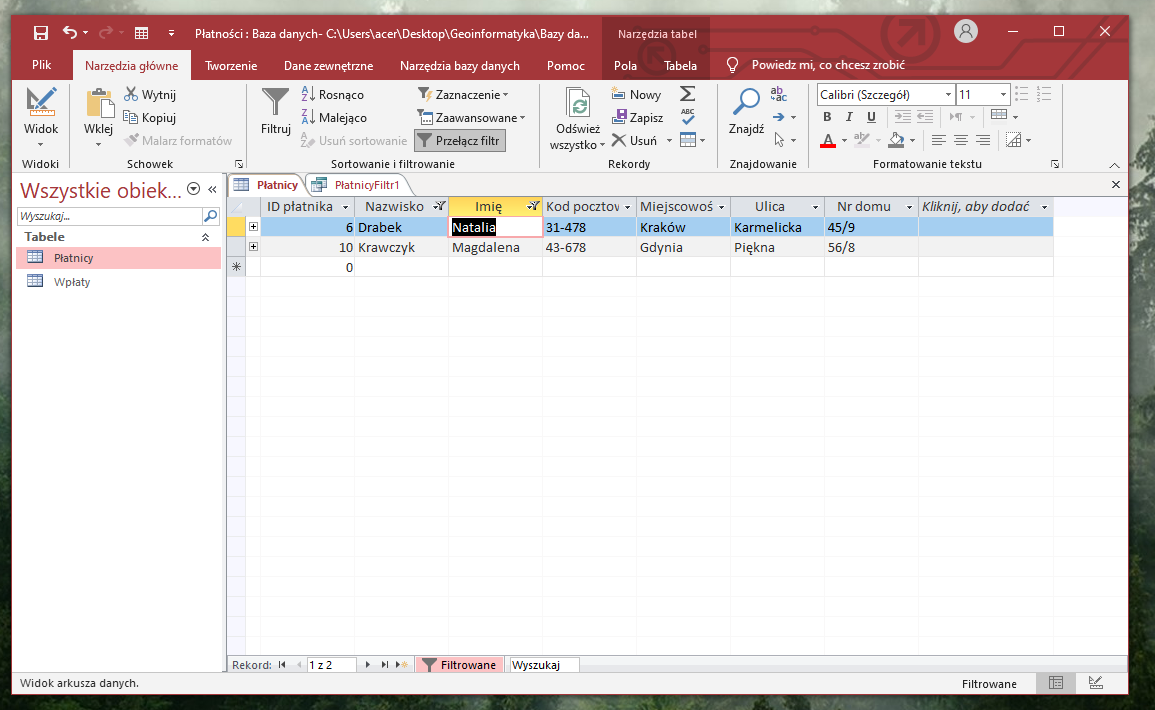 Płatności : Baza danych- C:\Users\acer\Desktop\Geoinformatyka\Bazy da...
Narzędzia tabel
Plik Narzędzia główne Tworzenie Dane zewnętrzne Narzędzia bazy danych Pomoc Pola Tabela Powiedz mi, co chcesz zrobić
Widok
Widoki
Wklej
Wytnij
Kopiuj
Malarz formatów
Schowek
Filtruj
Rosnąco
Malejąco
Usuń sortowanie
Zaznaczenie
Zaawansowane
Przełącz filtr
Sortowanie i filtrowanie
Odśwież
wszystko
Nowy
Zapisz
Usuń
Rekordy
Znajdź
Znajdowanie
Calibri (Szczegół) 11
B I U
Formatowanie tekstu
Wszystkie obiek...
Wyszukaj...
Tabele
Płatnicy
Wpłaty
Płatnicy PłatnicyFiltr1
ID płatnika Nazwisko Imię Kod pocztow Miejscowoś Ulica Nr domu Kliknij, aby dodać
6 Drabek Natalia 31-478 Kraków Karmelicka 45/9
10 Krawczyk Magdalena 43-678 Gdynia Piękna 56/8
0
Rekord: 1 z 2 Filtrowane Wyszukaj
Widok arkusza danych. Filtrowane